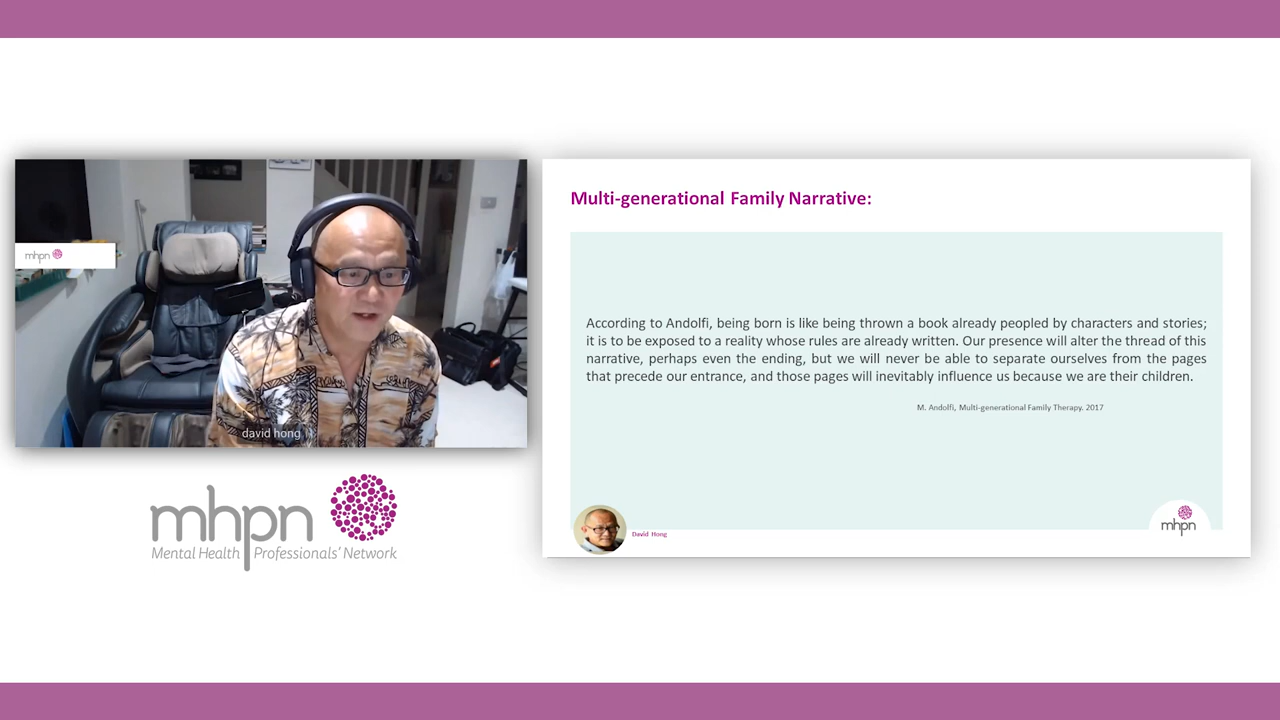 mhpn
david hong
mhpn
Mental Health Professionals' Network
Multi-generational Family Narrative:
According to Andolfi, being born is like being thrown a book already peopled by characters and stories;
it is to be exposed to a reality whose rules are already written. Our presence will alter the thread of this
narrative, perhaps even the ending, but we will never be able to separate ourselves from the pages
that precede our entrance, and those pages will inevitably influence us because we are their children.
M. Andolfi, Multi-generational Family Therapy. 2017
David Hong
mhpn